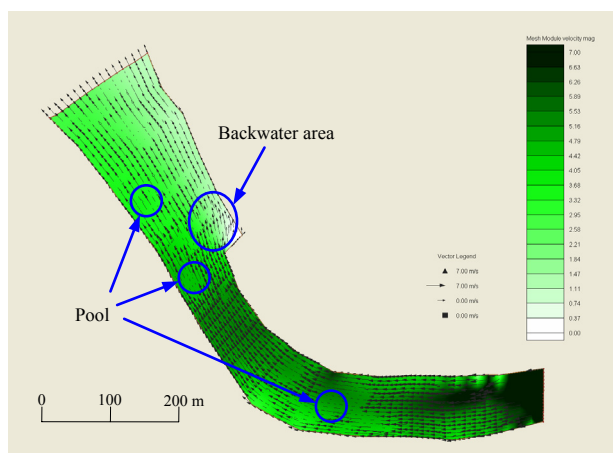 Mesh Module velocity mag
7.00
6.63
6.26
5.89
5.53
5.16
4.79
4.42
4.05
3.68
3.32
2.95
2.58
2.21
1.84
1.47
1.11
0.74
0.37
0.00
Backwater area
Vector Legend
7.00 m/s
7.00 m/s
0.00 m/s
0.00 m/s
Pool
0 100 200 m